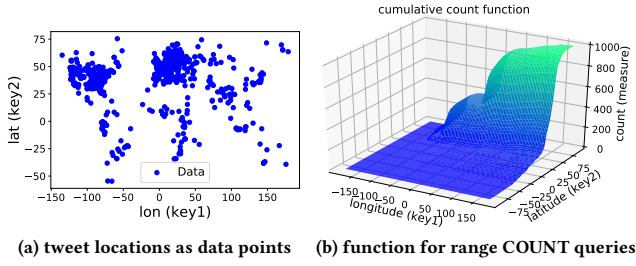 cumulative count function
75
50
25
0
−25
−50
lat (key2)
Data
−150 −100 −50 0 50 100 150
lon (key1)
1000
800
600
400
200
0
count (measure)
−150
−100
−50
0
50
100
150
longitude (key1)
−75
−50
−25
0
25
50
75
latitude (key2)
(a) tweet locations as data points (b) function for range COUNT queries